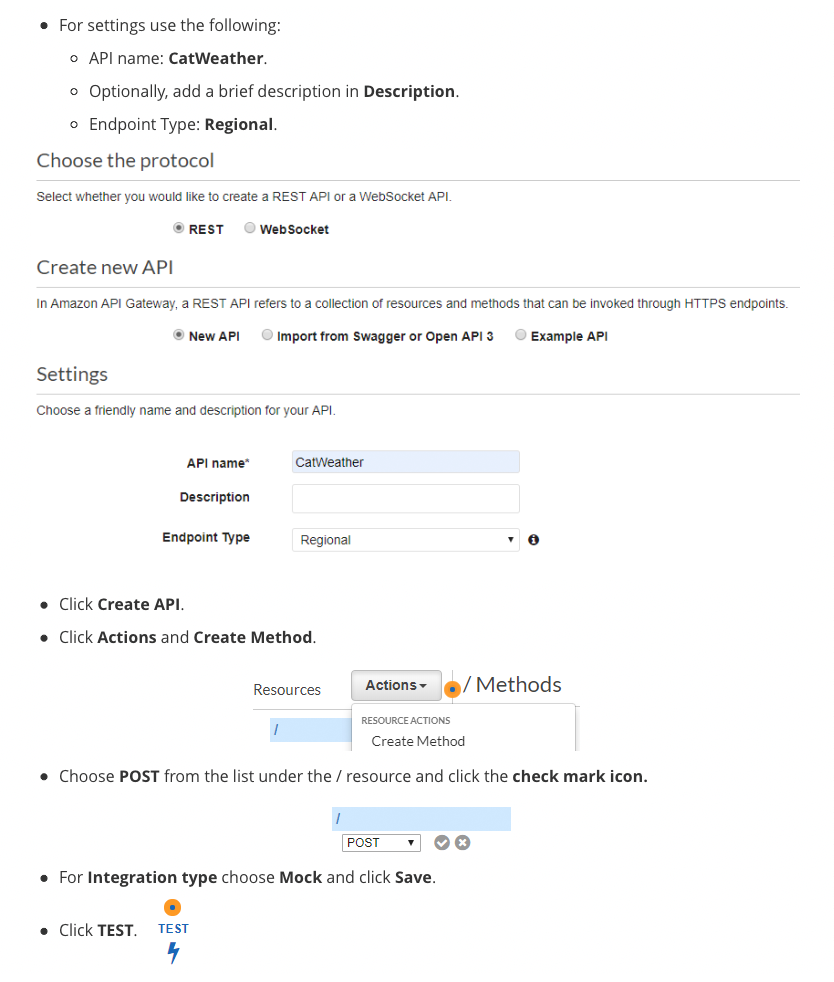 For settings use the following:
API name: CatWeather.
Optionally, add a brief description in Description.
Endpoint Type: Regional.
Choose the protocol
Select whether you would like to create a REST API or a WebSocket API.
REST WebSocket
Create new API
In Amazon API Gateway, a REST API refers to a collection of resources and methods that can be invoked through HTTPS endpoints.
New API Import from Swagger or Open API 3 Example API
Settings
Choose a friendly name and description for your API.
API name* CatWeather
Description
Endpoint Type Regional
Click Create API.
Click Actions and Create Method.
Resources Actions / Methods
/ RESOURCE ACTIONS
Create Method
Choose POST from the list under the / resource and click the check mark icon.
/
POST
For Integration type choose Mock and click Save.
Click TEST. TEST